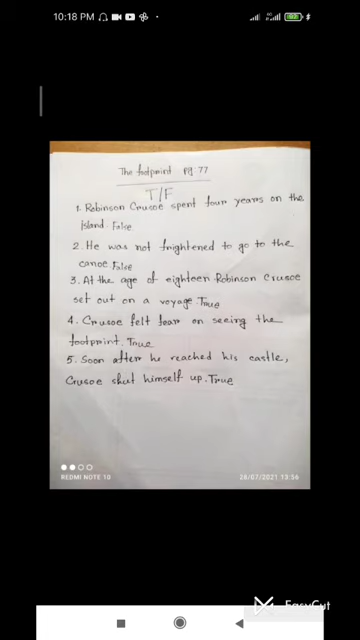 10:18 PM
The footprint pg. 77
T/F
1. Robinson Crusoe spent four years on the
island. False
2. He was not frightened to go to the
canoe. False
3. At the age of eighteen Robinson Crusoe
set out on a voyage. True
4. Crusoe felt fear on seeing the
footprint. True
5. Soon after he reached his castle,
Crusoe shut himself up. True
REDMI NOTE 10
28/07/2021 13:56
EasyCut